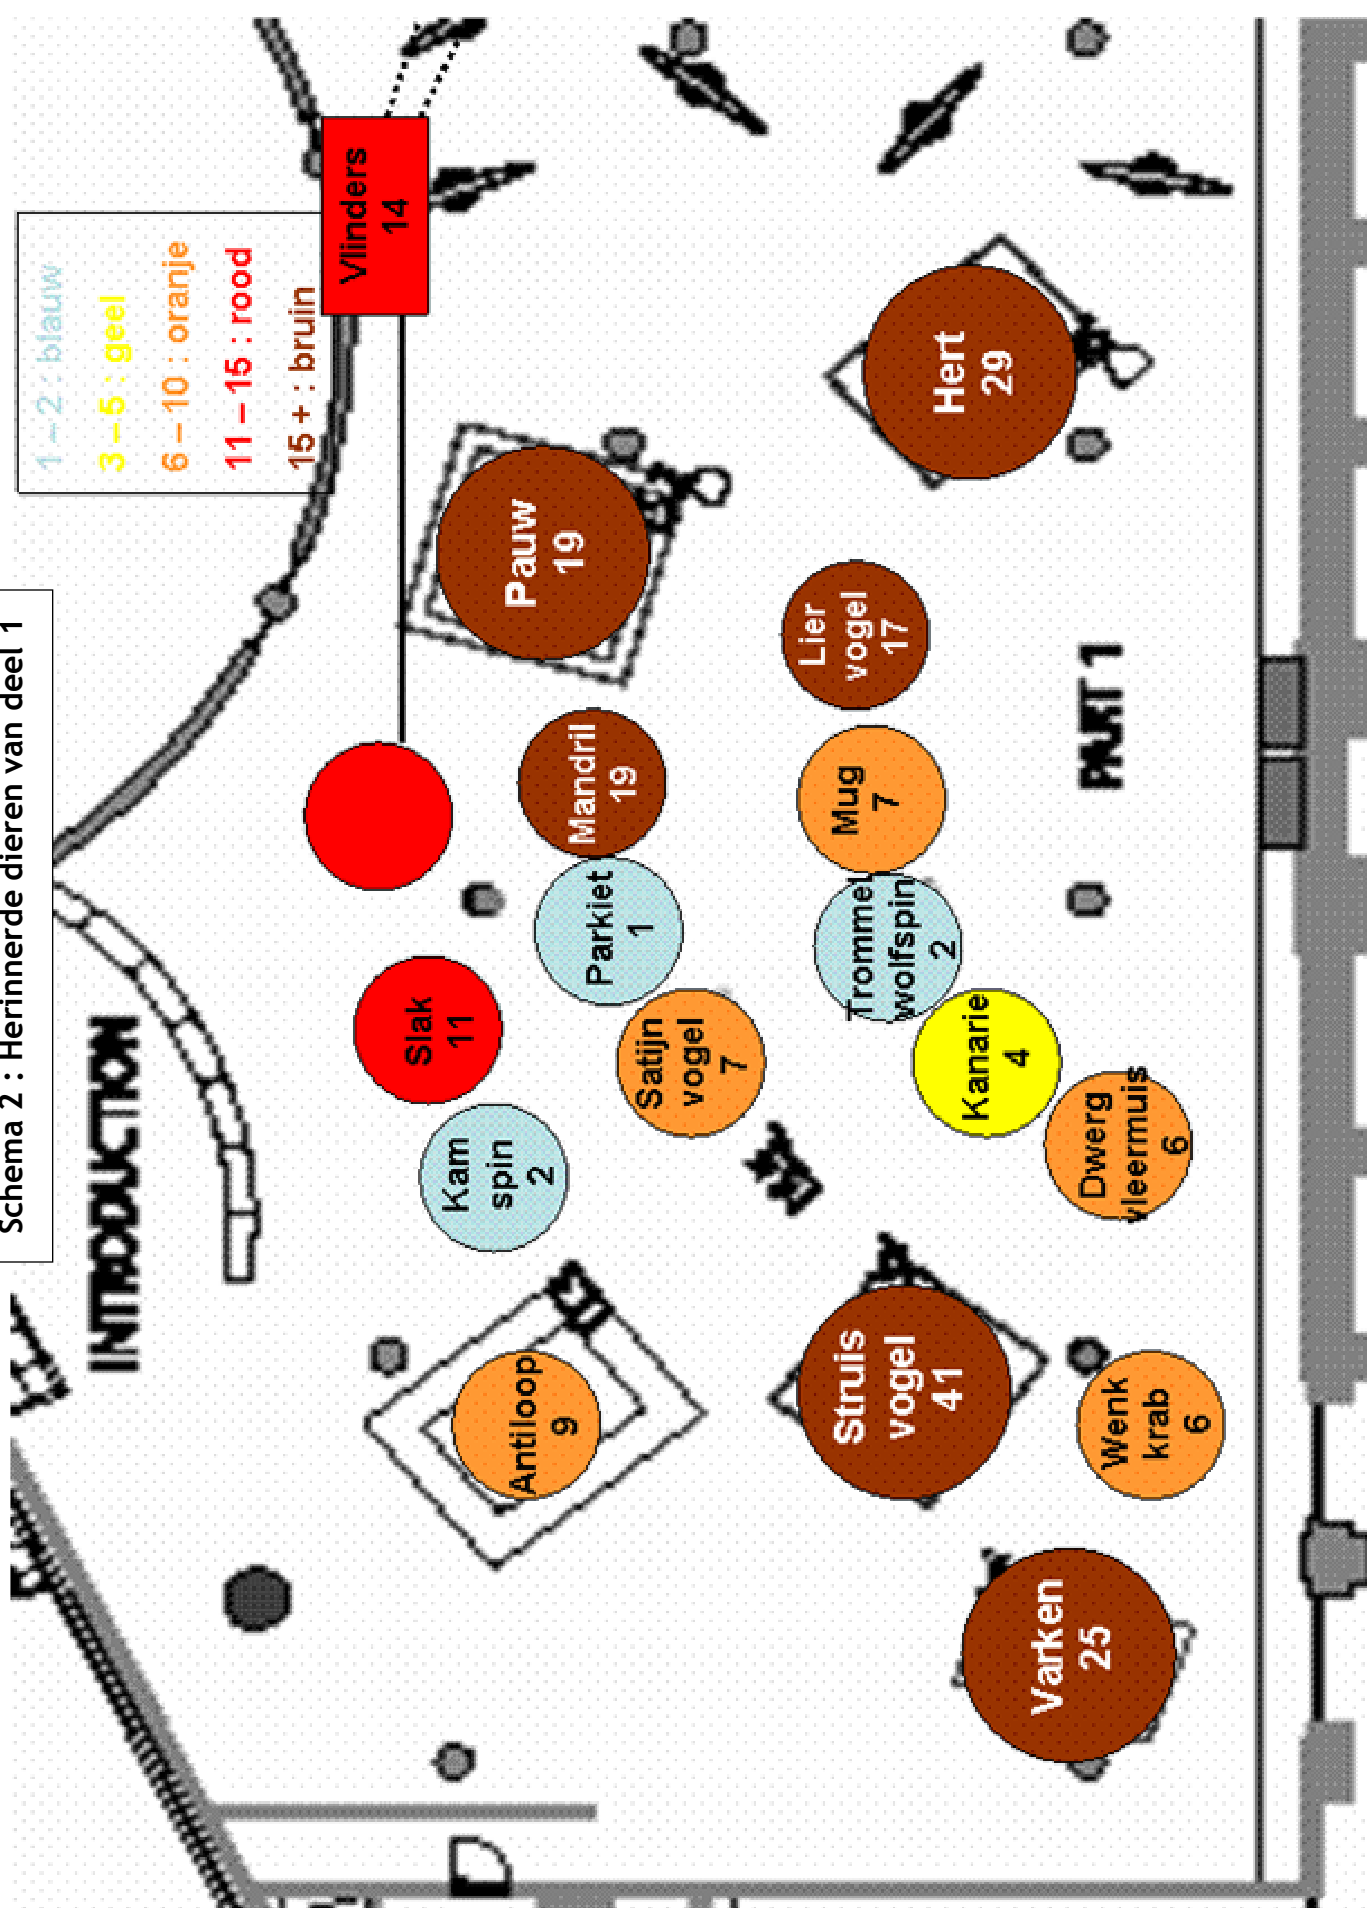 Schema 2 : Herinnerde dieren van deel 1
1 – 2 : blauw
3 – 5 : geel
6 – 10 : oranje
11 – 15 : rood
15 + : bruin
INTRODUCTION
Vlinders
14
Slak
11
Kam
spin
2
Antiloop
9
Pauw
19
Mandril
19
Parkiet
1
Satijn
vogel
7
Lier
vogel
17
Mug
7
Trommel
wolfspin
2
Kanarie
4
Dwerg
vleermuis
6
Struis
vogel
41
Wenk
krab
6
Varken
25
Hert
29
PART 1